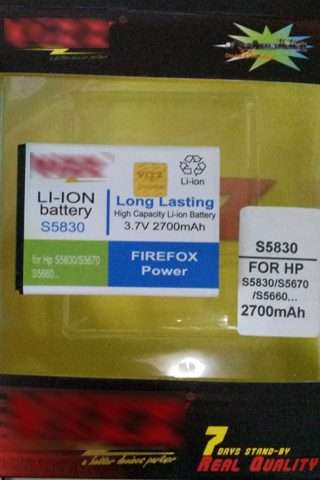 LI-ION
battery
S5830
for Hp S5830/S5670
S5660...
Li-ion
Long Lasting
High Capacity Li-ion Battery
3.7V 2700mAh
FIREFOX
Power
S5830
FOR HP
S5830/S5670
/S5660...
2700mAh
a better devices partner
7 DAYS STAND-BY
REAL QUALITY